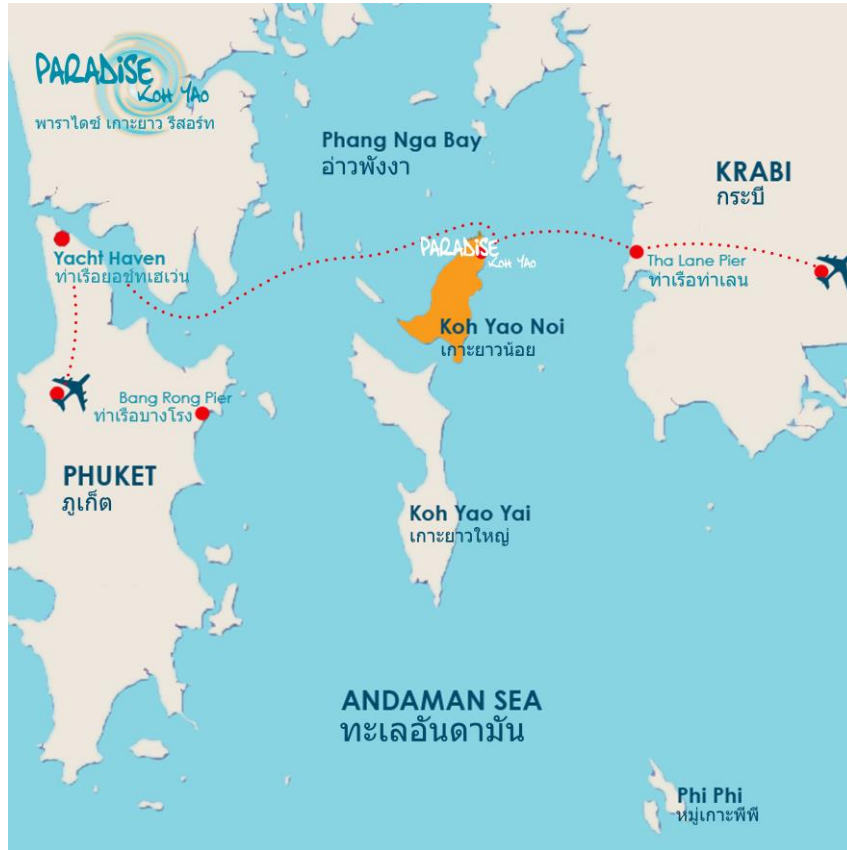 PARADISE
KOH YAO
พาราไดซ์ เกาะยาว รีสอร์ท
Phang Nga Bay
อ่าวพังงา
KRABI
กระบี่
PARADISE
KOH YAO
Yacht Haven
ท่าเรือยอช์ทเฮเว่น
Tha Lane Pier
ท่าเรือท่าเลน
Koh Yao Noi
เกาะยาวน้อย
Bang Rong Pier
ท่าเรือบางโรง
PHUKET
ภูเก็ต
Koh Yao Yai
เกาะยาวใหญ่
ANDAMAN SEA
ทะเลอันดามัน
Phi Phi
หมู่เกาะพีพี